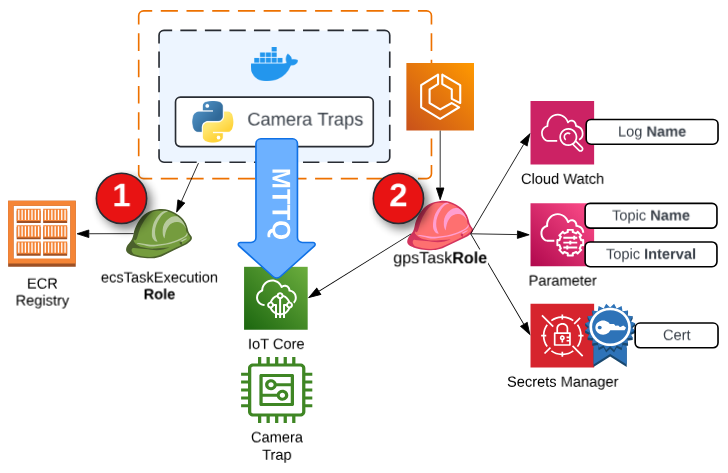 Camera Traps
MTTQ
1
2
Log Name
Cloud Watch
Topic Name
Topic Interval
Parameter
Cert
Secrets Manager
gpsTaskRole
ecsTaskExecution
Role
ECR
Registry
IoT Core
Camera
Trap